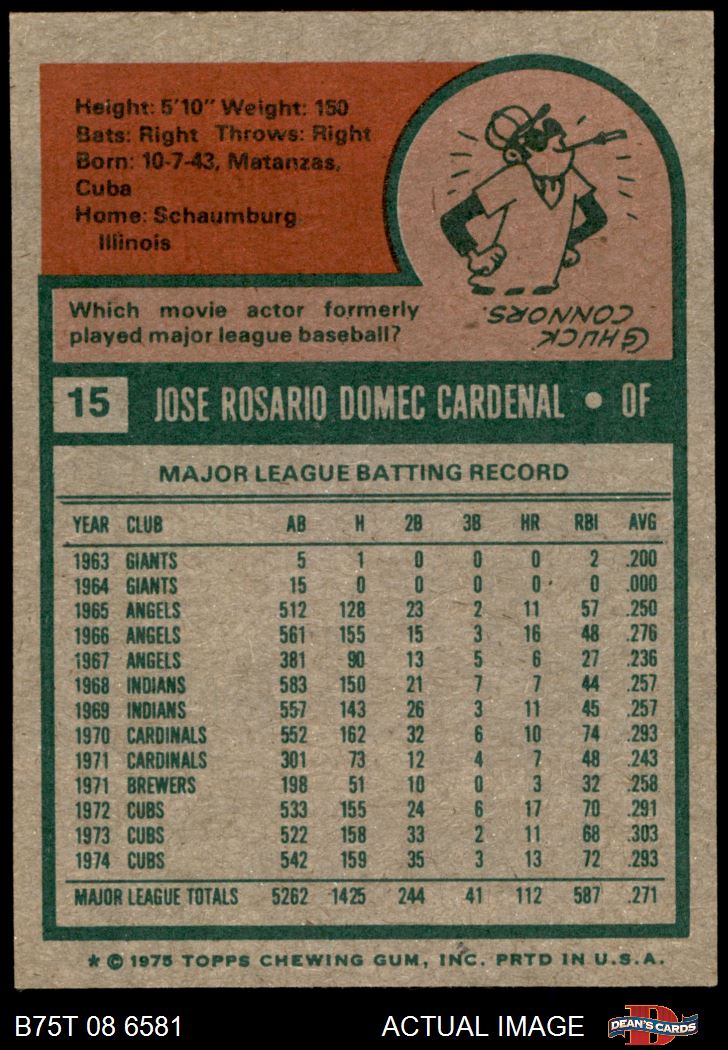 Height: 5'10" Weight: 150
Bats: Right Throws: Right
Born: 10-7-43, Matanzas,
Cuba
Home: Schaumburg
Illinois
Which movie actor formerly
played major league baseball?
CHUCK
CONNORS
15 JOSE ROSARIO DOMEC CARDENAL • OF
MAJOR LEAGUE BATTING RECORD
YEAR CLUB AB H 2B 3B HR RBI AVG
1963 GIANTS 5 1 0 0 0 2 .200
1964 GIANTS 15 0 0 0 0 0 .000
1965 ANGELS 512 128 23 2 11 57 .250
1966 ANGELS 561 155 15 3 16 48 .276
1967 ANGELS 381 90 13 5 6 27 .236
1968 INDIANS 583 150 21 7 7 44 .257
1969 INDIANS 557 143 26 3 11 45 .257
1970 CARDINALS 552 162 32 6 10 74 .293
1971 CARDINALS 301 73 12 4 7 48 .243
1971 BREWERS 198 51 10 0 3 32 .258
1972 CUBS 533 155 24 6 17 70 .291
1973 CUBS 522 158 33 2 11 68 .303
1974 CUBS 542 159 35 3 13 72 .293
MAJOR LEAGUE TOTALS 5262 1425 244 41 112 587 .271
* © 1975 TOPPS CHEWING GUM, INC. PRTD IN U.S.A.
B75T 08 6581 ACTUAL IMAGE D DEAN'S CARDS